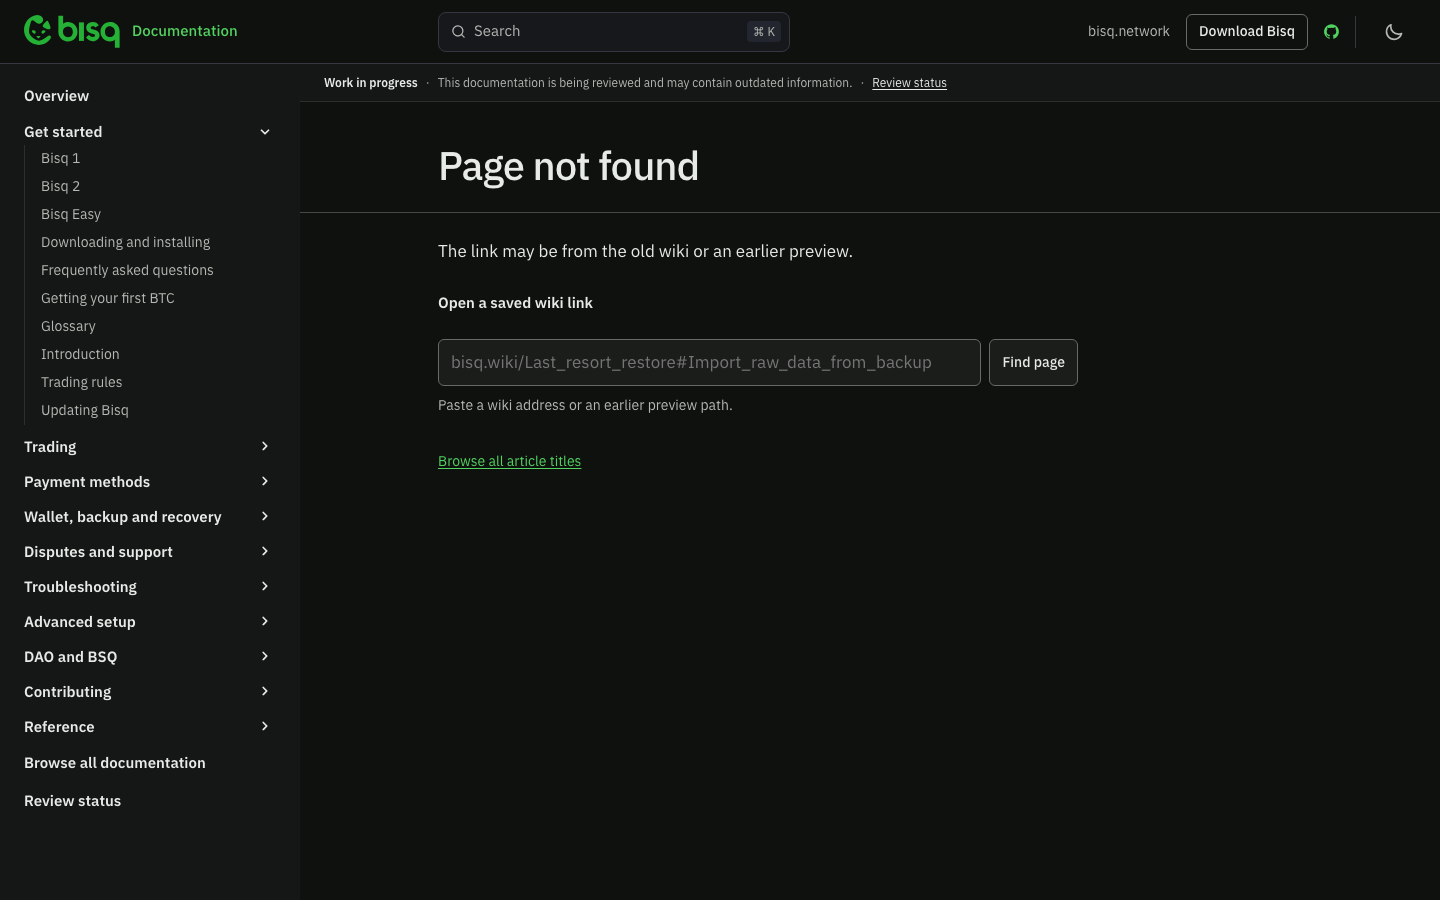 bisq Documentation
Search
⌘ K
bisq.network
Download Bisq
Work in progress · This documentation is being reviewed and may contain outdated information. · Review status
Overview
Get started
Bisq 1
Bisq 2
Bisq Easy
Downloading and installing
Frequently asked questions
Getting your first BTC
Glossary
Introduction
Trading rules
Updating Bisq
Trading
Payment methods
Wallet, backup and recovery
Disputes and support
Troubleshooting
Advanced setup
DAO and BSQ
Contributing
Reference
Browse all documentation
Review status
Page not found
The link may be from the old wiki or an earlier preview.
Open a saved wiki link
bisq.wiki/Last_resort_restore#Import_raw_data_from_backup
Find page
Paste a wiki address or an earlier preview path.
Browse all article titles